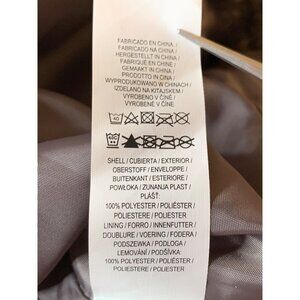 FABRICADO EN CHINA /
FABRICADO NA CHINA /
HERGESTELLT IN CHINA /
FABRIQUÉ EN CHINE /
GEMAAKT IN CHINA /
PRODOTTO IN CINA /
WYPRODUKOWANO W CHINACH /
IZDELANO NA KITAJSKEM /
VYROBENO V ČÍNĚ /
VYROBENÉ V ČÍNE
40
SHELL / CUBIERTA / EXTERIOR /
OBERSTOFF / ENVELOPPE /
BUITENKANT / ESTERIORE /
POWŁOKA / ZUNANJA PLAST /
PLÁŠŤ:
100% POLYESTER / POLIÉSTER /
POLIESTERE / POLIESTER
LINING / FORRO / INNENFUTTER /
DOUBLURE / VOERING / FODERA /
PODSZEWKA / PODLOGA /
LEMOVÁNÍ / PODŠÍVKA:
100% POLYESTER / POLIÉSTER /
POLIESTERE / POLIESTER